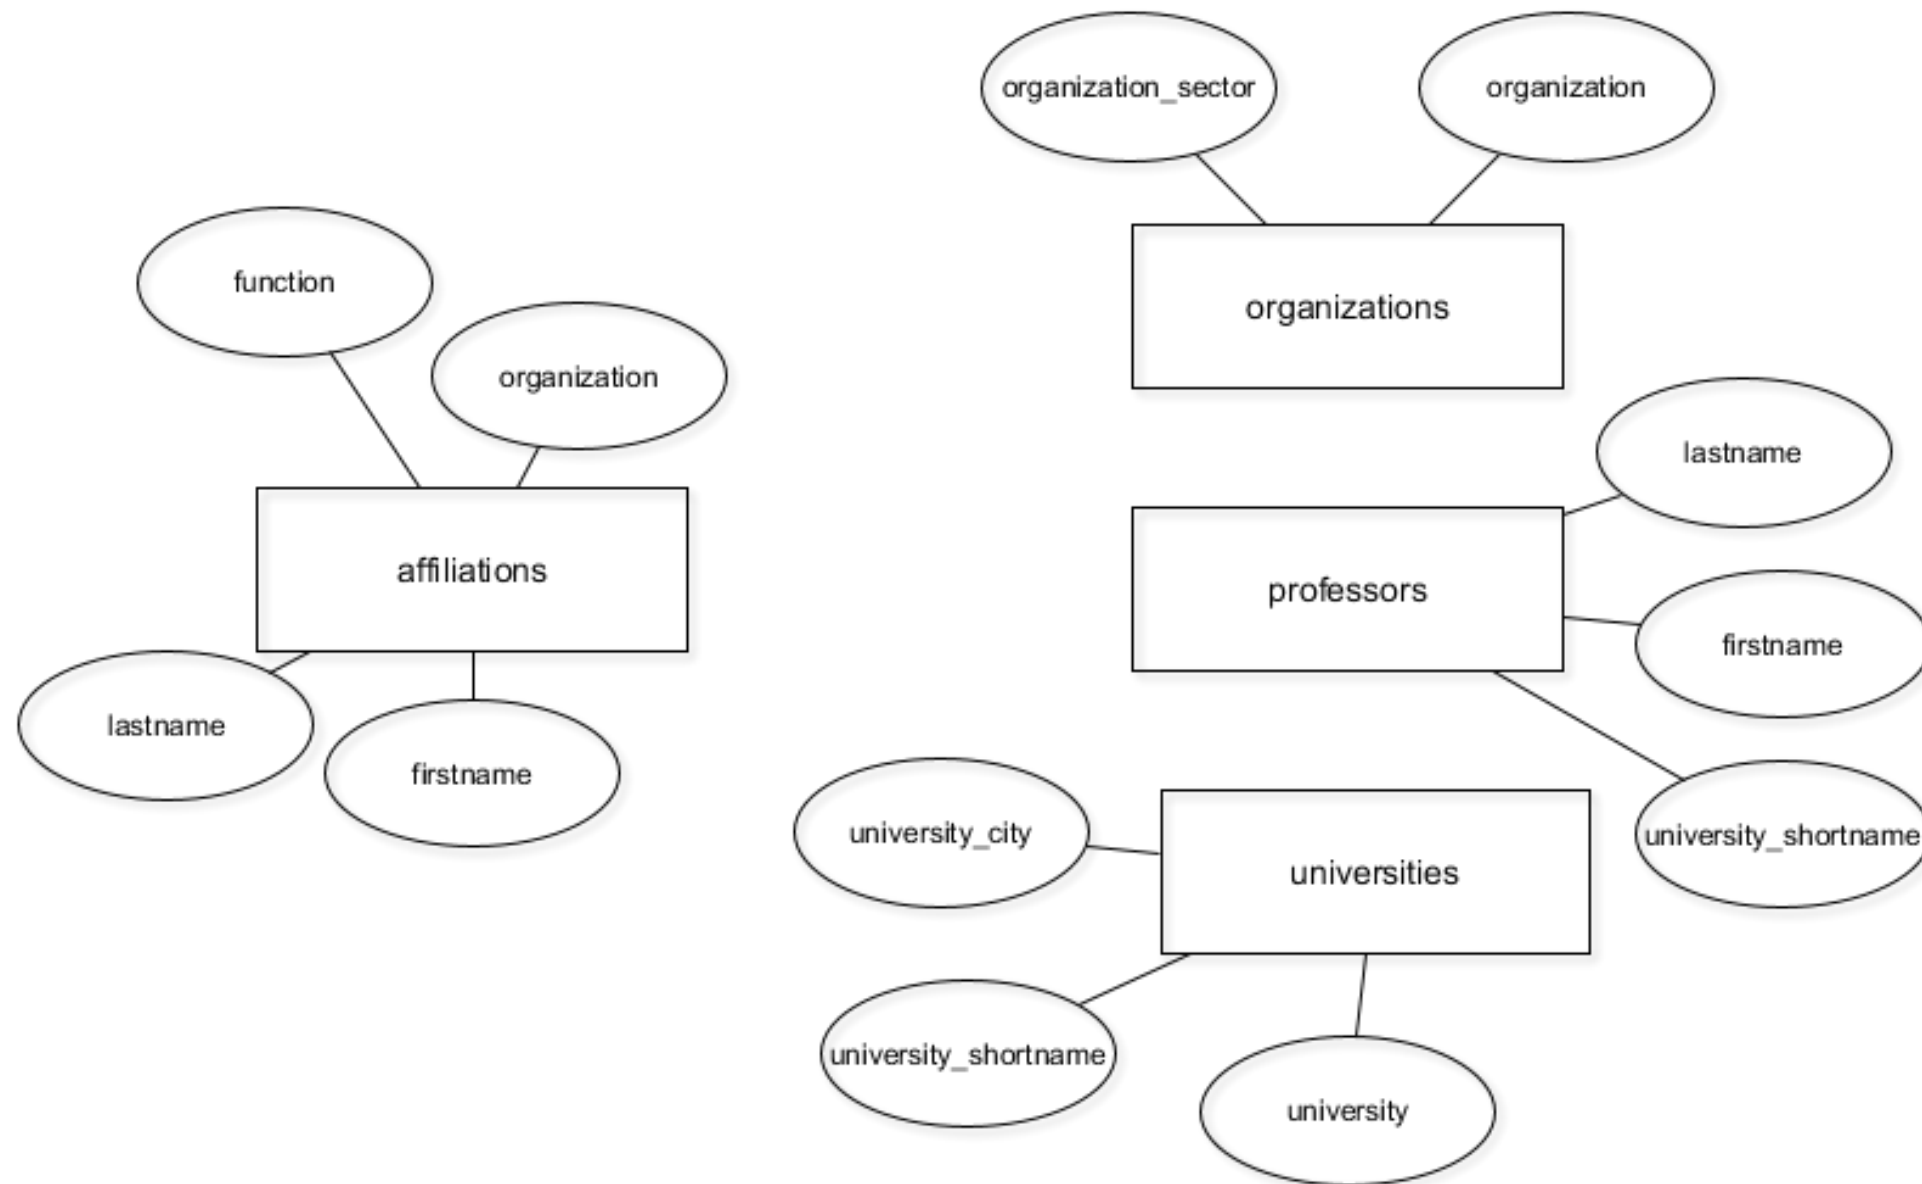 organization_sector
organization
function
organization
organizations
affiliations
lastname
firstname
lastname
professors
firstname
university_shortname
university_city
universities
university_shortname
university